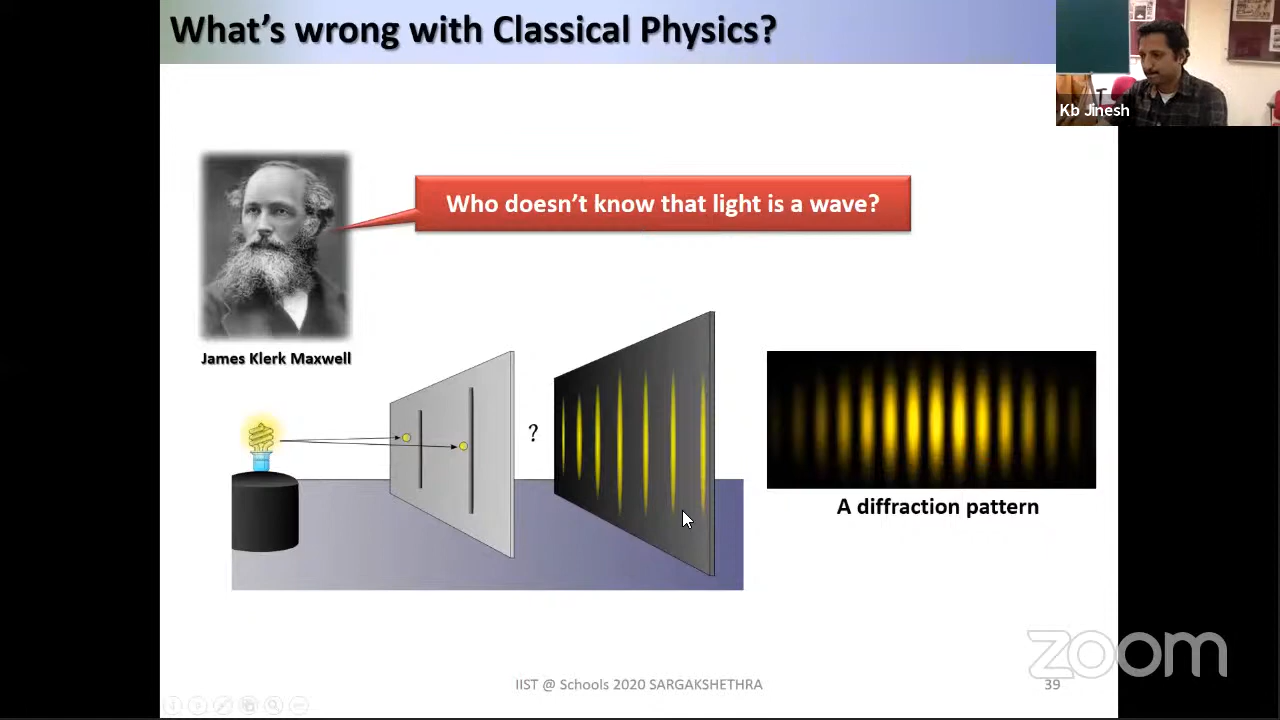 What's wrong with Classical Physics?
Kb Jinesh
Who doesn't know that light is a wave?
James Klerk Maxwell
?
A diffraction pattern
zoom
IIST @ Schools 2020 SARGAKSHETHRA
39